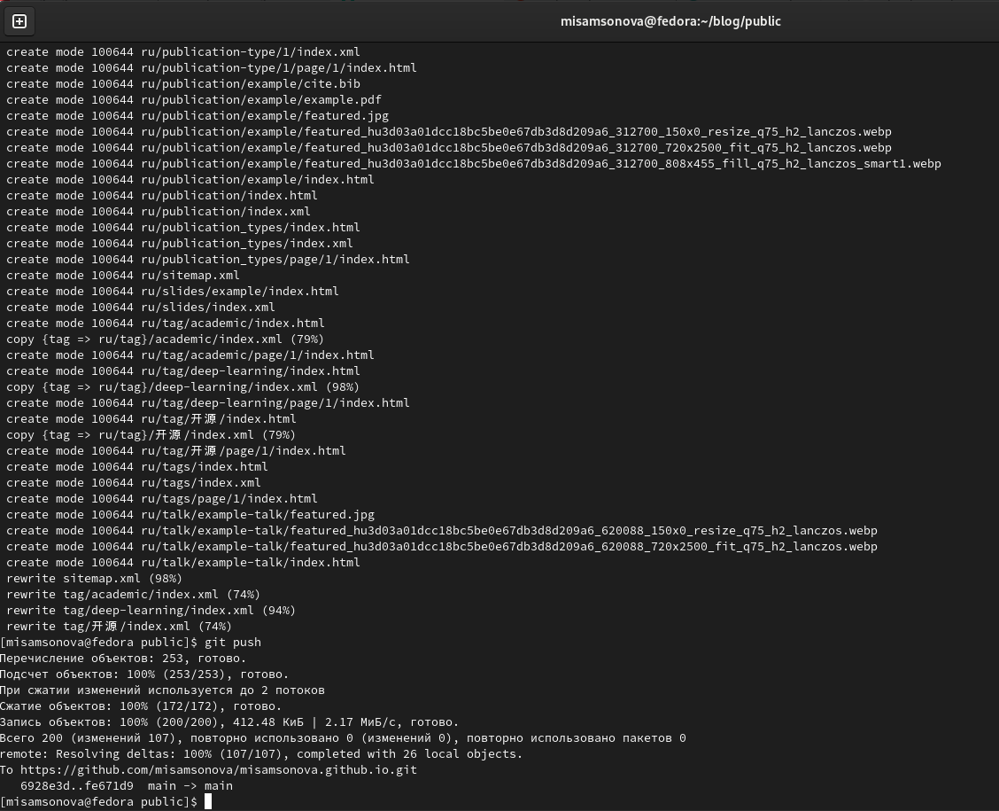 misamsonova@fedora:~/blog/public
create mode 100644 ru/publication-type/1/index.xml
create mode 100644 ru/publication-type/1/page/1/index.html
create mode 100644 ru/publication/example/cite.bib
create mode 100644 ru/publication/example/example.pdf
create mode 100644 ru/publication/example/featured.jpg
create mode 100644 ru/publication/example/featured_hu3d03a01dcc18bc5be0e67db3d8d209a6_312700_150x0_resize_q75_h2_lanczos.webp
create mode 100644 ru/publication/example/featured_hu3d03a01dcc18bc5be0e67db3d8d209a6_312700_720x2500_fit_q75_h2_lanczos.webp
create mode 100644 ru/publication/example/featured_hu3d03a01dcc18bc5be0e67db3d8d209a6_312700_808x455_fill_q75_h2_lanczos_smart1.webp
create mode 100644 ru/publication/example/index.html
create mode 100644 ru/publication/index.html
create mode 100644 ru/publication/index.xml
create mode 100644 ru/publication_types/index.html
create mode 100644 ru/publication_types/index.xml
create mode 100644 ru/publication_types/page/1/index.html
create mode 100644 ru/sitemap.xml
create mode 100644 ru/slides/example/index.html
create mode 100644 ru/slides/index.xml
create mode 100644 ru/tag/academic/index.html
copy {tag => ru/tag}/academic/index.xml (79%)
create mode 100644 ru/tag/academic/page/1/index.html
create mode 100644 ru/tag/deep-learning/index.html
copy {tag => ru/tag}/deep-learning/index.xml (98%)
create mode 100644 ru/tag/deep-learning/page/1/index.html
create mode 100644 ru/tag/开源/index.html
copy {tag => ru/tag}/开源/index.xml (79%)
create mode 100644 ru/tag/开源/page/1/index.html
create mode 100644 ru/tags/index.html
create mode 100644 ru/tags/index.xml
create mode 100644 ru/tags/page/1/index.html
create mode 100644 ru/talk/example-talk/featured.jpg
create mode 100644 ru/talk/example-talk/featured_hu3d03a01dcc18bc5be0e67db3d8d209a6_620088_150x0_resize_q75_h2_lanczos.webp
create mode 100644 ru/talk/example-talk/featured_hu3d03a01dcc18bc5be0e67db3d8d209a6_620088_720x2500_fit_q75_h2_lanczos.webp
create mode 100644 ru/talk/example-talk/index.html
rewrite sitemap.xml (98%)
rewrite tag/academic/index.xml (74%)
rewrite tag/deep-learning/index.xml (94%)
rewrite tag/开源/index.xml (74%)
[misamsonova@fedora public]$ git push
Перечисление объектов: 253, готово.
Подсчет объектов: 100% (253/253), готово.
При сжатии изменений используется до 2 потоков
Сжатие объектов: 100% (172/172), готово.
Запись объектов: 100% (200/200), 412.48 КиБ | 2.17 МиБ/с, готово.
Всего 200 (изменений 107), повторно использовано 0 (изменений 0), повторно использовано пакетов 0
remote: Resolving deltas: 100% (107/107), completed with 26 local objects.
To https://github.com/misamsonova/misamsonova.github.io.git
6928e3d..fe671d9  main -> main
[misamsonova@fedora public]$